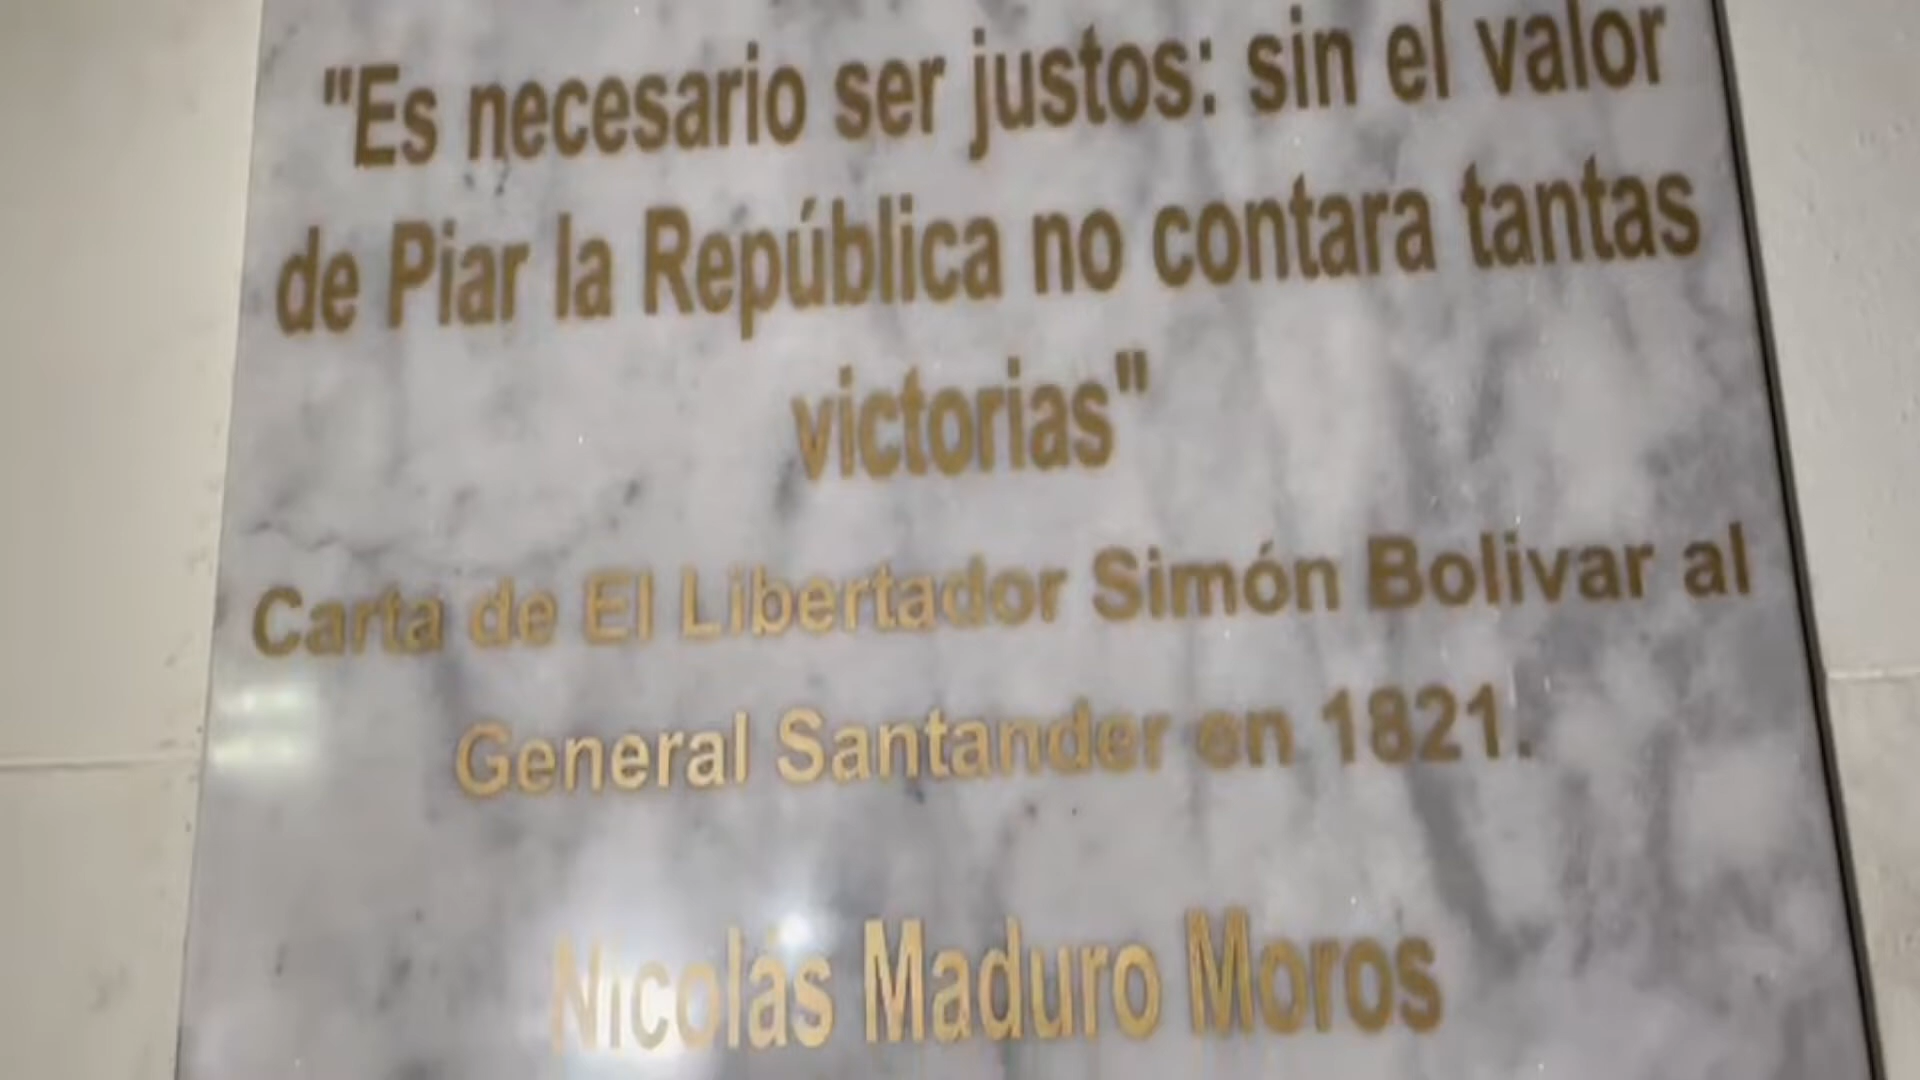 "Es necesario ser justos: sin el valor
de Piar la República no contara tantas
victorias"
Carta de El Libertador Simón Bolivar al
General Santander en 1821.
Nicolás Maduro Moros